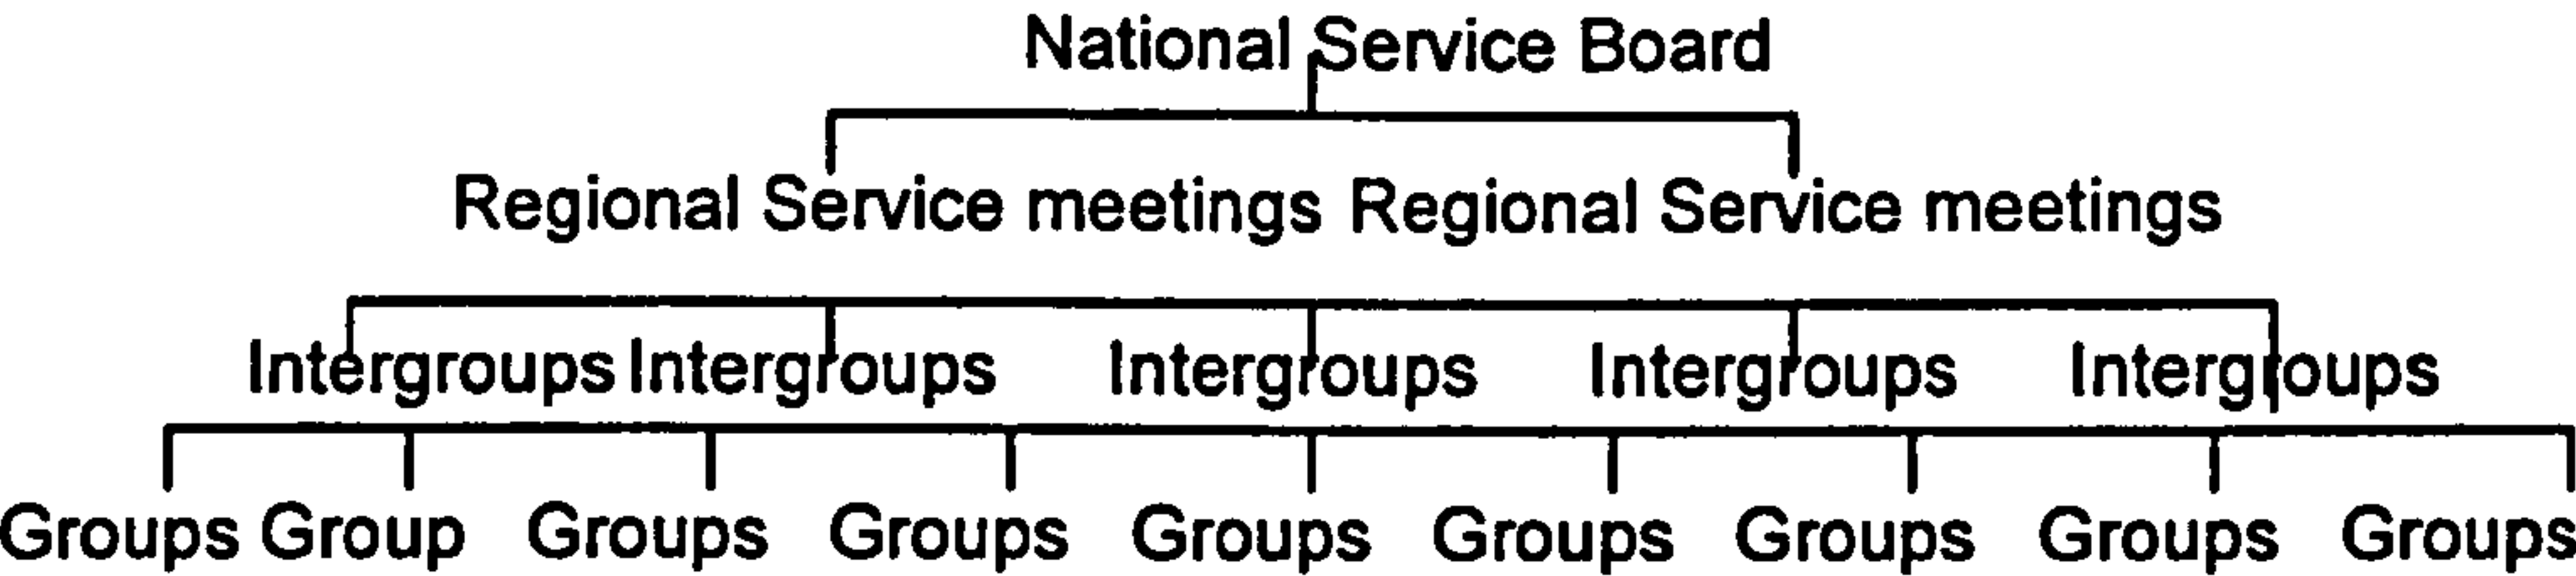 National Service Board
Regional Service meetings Regional Service meetings
Intergroups Intergroups Intergroups Intergroups Intergroups
Groups Group Groups Groups Groups Groups Groups Groups Groups